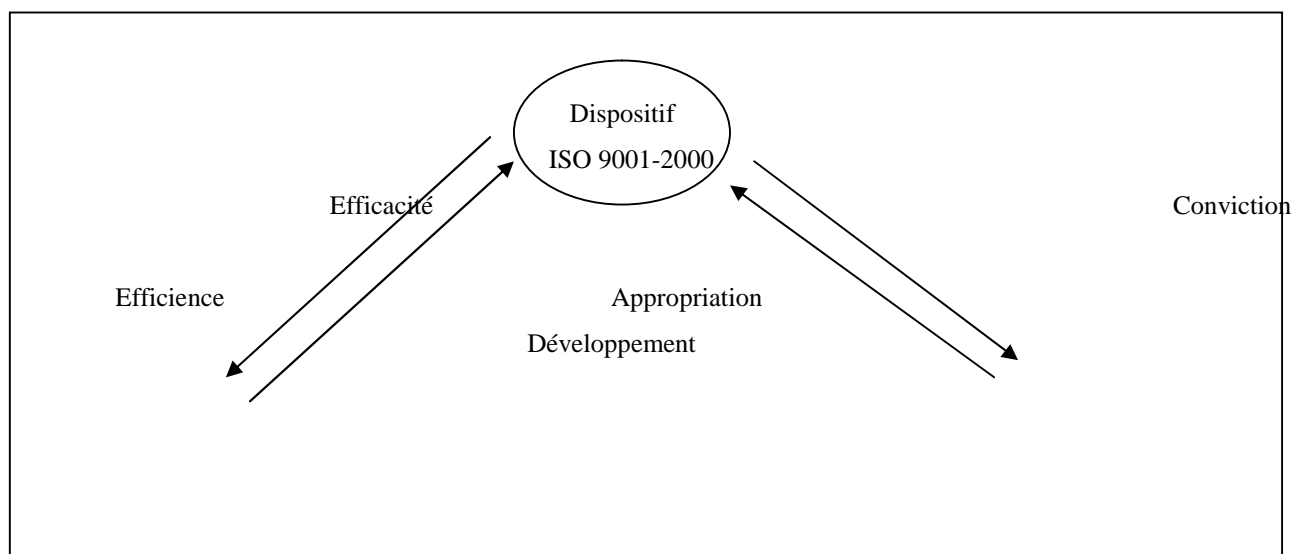 Dispositif
ISO 9001-2000
Efficacité Conviction
Efficience Appropriation
Développement